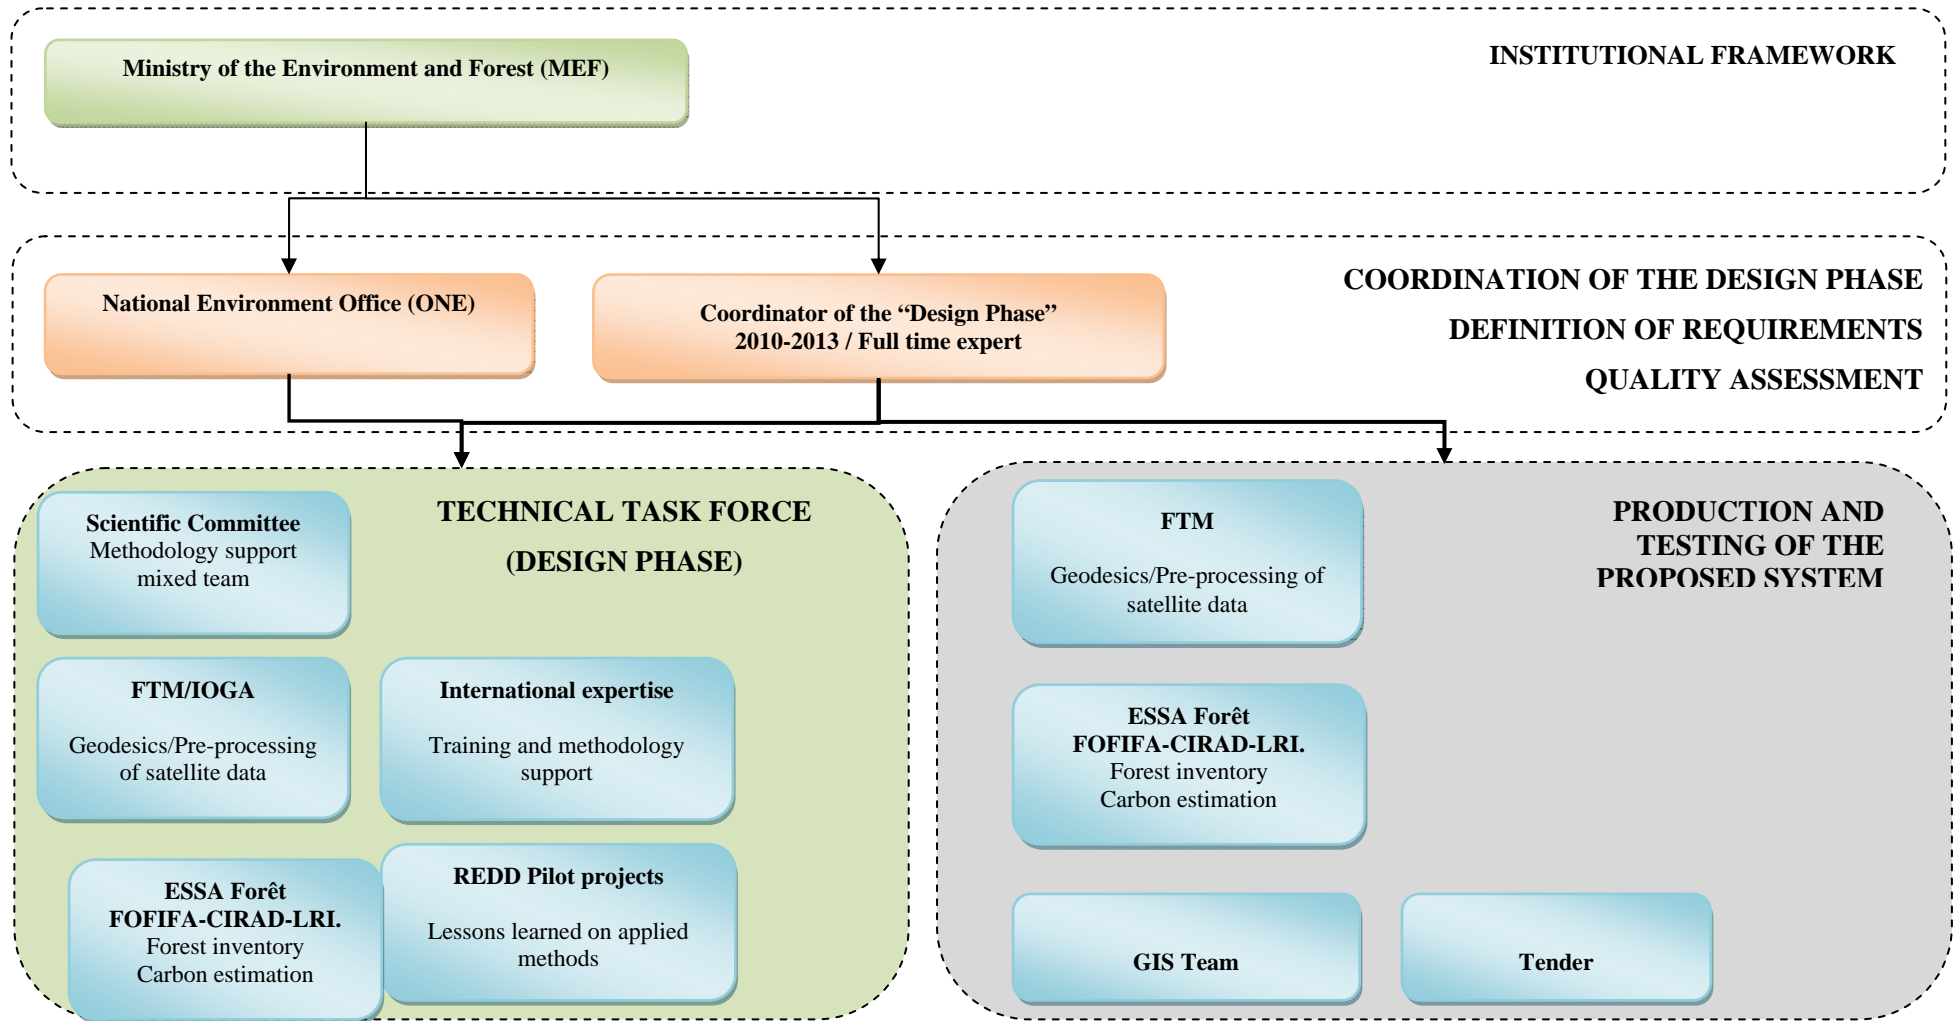 Ministry of the Environment and Forest (MEF)
INSTITUTIONAL FRAMEWORK
National Environment Office (ONE)
Coordinator of the “Design Phase”
2010-2013 / Full time expert
COORDINATION OF THE DESIGN PHASE
DEFINITION OF REQUIREMENTS
QUALITY ASSESSMENT
TECHNICAL TASK FORCE
(DESIGN PHASE)
Scientific Committee
Methodology support
mixed team
FTM/IOGA
Geodesics/Pre-processing
of satellite data
International expertise
Training and methodology
support
ESSA Forêt
FOFIFA-CIRAD-LRI.
Forest inventory
Carbon estimation
REDD Pilot projects
Lessons learned on applied
methods
PRODUCTION AND
TESTING OF THE
PROPOSED SYSTEM
FTM
Geodesics/Pre-processing of
satellite data
ESSA Forêt
FOFIFA-CIRAD-LRI.
Forest inventory
Carbon estimation
GIS Team
Tender